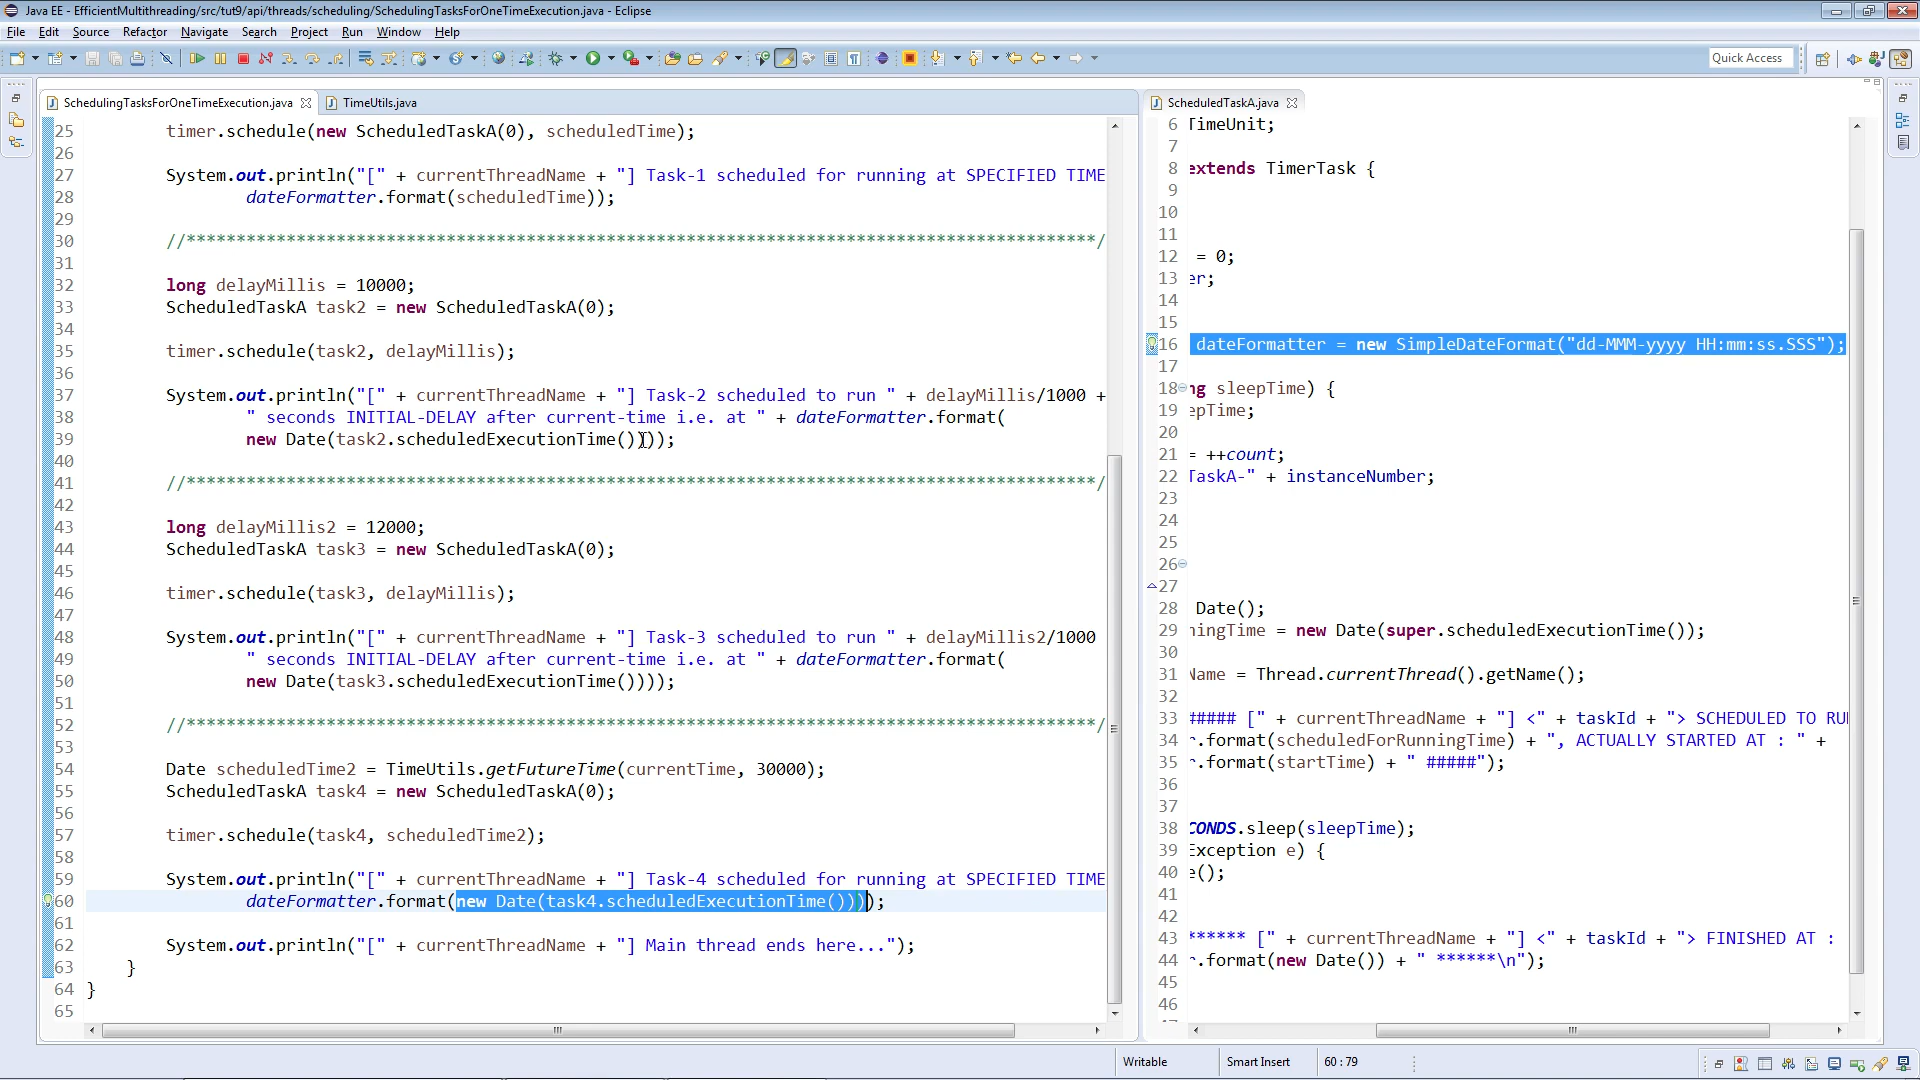 Java EE - EfficientMultithreading/src/tut9/api/threads/scheduling/SchedulingTasksForOneTimeExecution.java - Eclipse
File Edit Source Refactor Navigate Search Project Run Window Help
Quick Access
SchedulingTasksForOneTimeExecution.java
TimeUtils.java
25 timer.schedule(new ScheduledTaskA(0), scheduledTime);
26
27 System.out.println("[" + currentThreadName + "] Task-1 scheduled for running at SPECIFIED TIME
28 dateFormatter.format(scheduledTime));
29
30 //*******************************************************************************************/
31
32 long delayMillis = 10000;
33 ScheduledTaskA task2 = new ScheduledTaskA(0);
34
35 timer.schedule(task2, delayMillis);
36
37 System.out.println("[" + currentThreadName + "] Task-2 scheduled to run " + delayMillis/1000 +
38 " seconds INITIAL-DELAY after current-time i.e. at " + dateFormatter.format(
39 new Date(task2.scheduledExecutionTime())));
40
41 //*******************************************************************************************/
42
43 long delayMillis2 = 12000;
44 ScheduledTaskA task3 = new ScheduledTaskA(0);
45
46 timer.schedule(task3, delayMillis);
47
48 System.out.println("[" + currentThreadName + "] Task-3 scheduled to run " + delayMillis2/1000
49 " seconds INITIAL-DELAY after current-time i.e. at " + dateFormatter.format(
50 new Date(task3.scheduledExecutionTime())));
51
52 //*******************************************************************************************/
53
54 Date scheduledTime2 = TimeUtils.getFutureTime(currentTime, 30000);
55 ScheduledTaskA task4 = new ScheduledTaskA(0);
56
57 timer.schedule(task4, scheduledTime2);
58
59 System.out.println("[" + currentThreadName + "] Task-4 scheduled for running at SPECIFIED TIME
60 dateFormatter.format(new Date(task4.scheduledExecutionTime())));
61
62 System.out.println("[" + currentThreadName + "] Main thread ends here...");
63 }
64 }
65
ScheduledTaskA.java
6 TimeUnit;
7
8 extends TimerTask {
9
10
11
12 = 0;
13 er;
14
15
16 dateFormatter = new SimpleDateFormat("dd-MMM-yyyy HH:mm:ss.SSS");
17
18 ng sleepTime) {
19 epTime;
20
21 = ++count;
22 TaskA-" + instanceNumber;
23
24
25
26
27
28 Date();
29 ningTime = new Date(super.scheduledExecutionTime());
30
31 Name = Thread.currentThread().getName();
32
33 ##### [" + currentThreadName + "] <" + taskId + "> SCHEDULED TO RU
34 r.format(scheduledForRunningTime) + ", ACTUALLY STARTED AT : " +
35 r.format(startTime) + " #####");
36
37
38 CONDS.sleep(sleepTime);
39 Exception e) {
40 e();
41
42
43 ****** [" + currentThreadName + "] <" + taskId + "> FINISHED AT :
44 r.format(new Date()) + " ******\n");
45
46
Writable Smart Insert 60 : 79